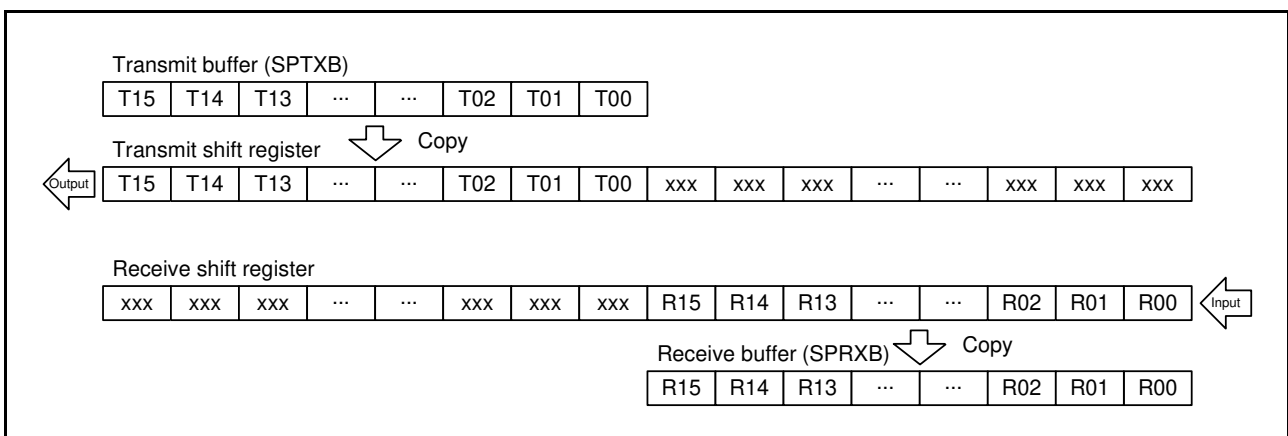 Transmit buffer (SPTXB)
T15 T14 T13 ... ... T02 T01 T00
Copy
Transmit shift register
Output T15 T14 T13 ... ... T02 T01 T00 xxx xxx xxx ... ... xxx xxx xxx
Receive shift register
xxx xxx xxx ... ... xxx xxx xxx R15 R14 R13 ... ... R02 R01 R00 Input
Receive buffer (SPRXB) Copy
R15 R14 R13 ... ... R02 R01 R00